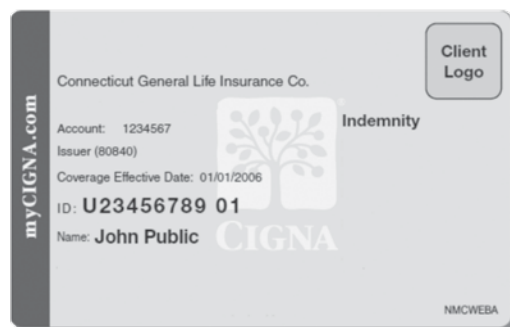 myCIGNA.com
Client
Logo
Connecticut General Life Insurance Co.
Indemnity
Account: 1234567
Issuer (80840)
Coverage Effective Date: 01/01/2006
ID: U23456789 01
Name: John Public
CIGNA
NMCWEBA